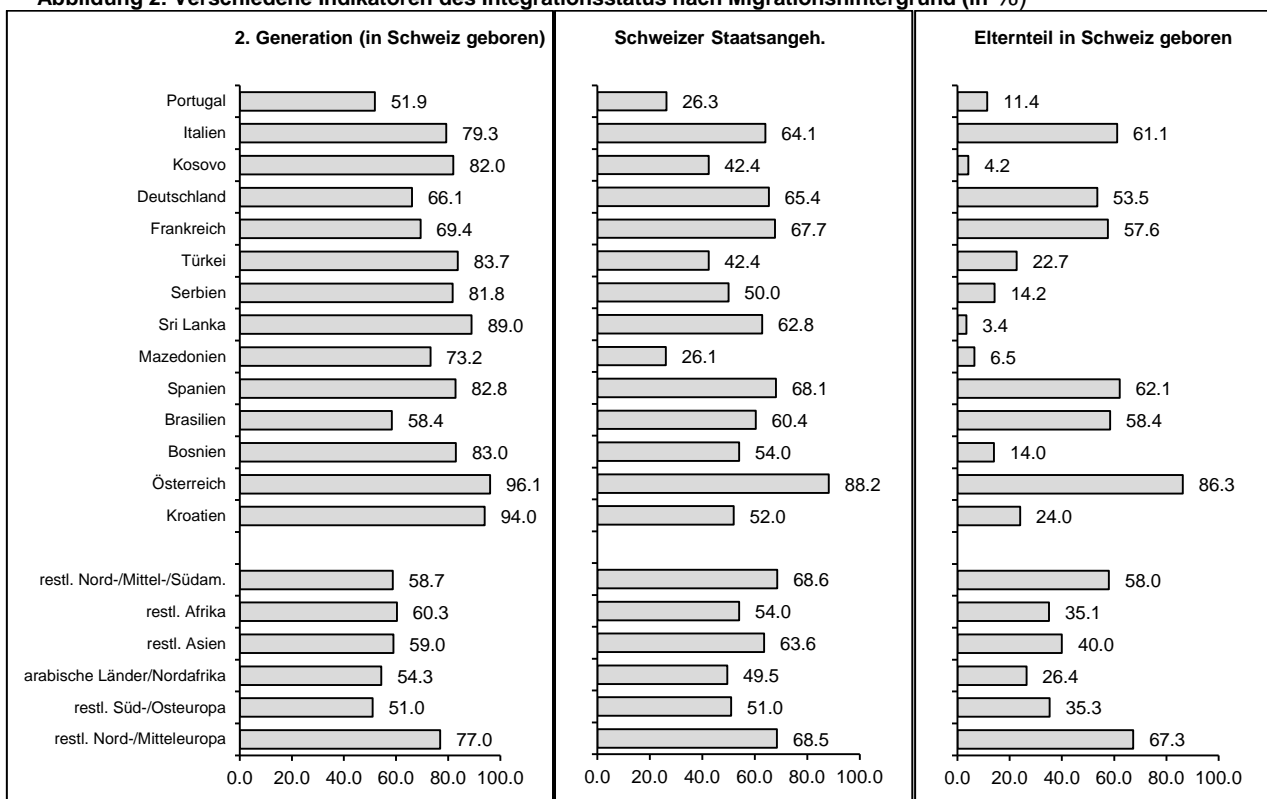 Abbildung 2: Verschiedene Indikatoren des Integrationsstatus nach Migrationshintergrund (in %)
2. Generation (in Schweiz geboren) Schweizer Staatsangeh. Elternteil in Schweiz geboren
Portugal 51.9 26.3 11.4
Italien 79.3 64.1 61.1
Kosovo 82.0 42.4 4.2
Deutschland 66.1 65.4 53.5
Frankreich 69.4 67.7 57.6
Türkei 83.7 42.4 22.7
Serbien 81.8 50.0 14.2
Sri Lanka 89.0 62.8 3.4
Mazedonien 73.2 26.1 6.5
Spanien 82.8 68.1 62.1
Brasilien 58.4 60.4 58.4
Bosnien 83.0 54.0 14.0
Österreich 96.1 88.2 86.3
Kroatien 94.0 52.0 24.0
restl. Nord-/Mittel-/Südam. 58.7 68.6 58.0
restl. Afrika 60.3 54.0 35.1
restl. Asien 59.0 63.6 40.0
arabische Länder/Nordafrika 54.3 49.5 26.4
restl. Süd-/Osteuropa 51.0 51.0 35.3
restl. Nord-/Mitteleuropa 77.0 68.5 67.3
0.0 20.0 40.0 60.0 80.0 100.0 0.0 20.0 40.0 60.0 80.0 100.0 0.0 20.0 40.0 60.0 80.0 100.0